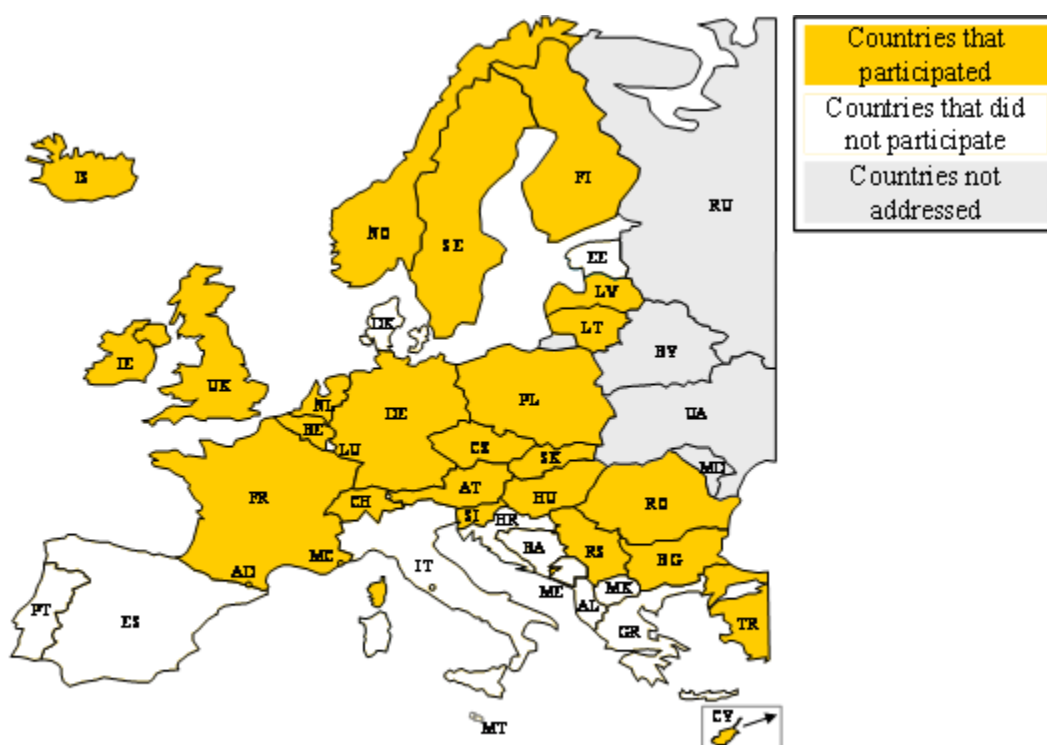 Countries that
participated
Countries that did
not participate
Countries not
addressed
IS
FI
RU
NO
SE
EE
LV
DK
LT
BY
IE
UK
NL
DE
PL
UA
BE
LU
CS
SK
MD
FR
CH
AT
HU
RO
SI
HR
MC
BA
RS
BG
AD
IT
ME
MK
PT
ES
AL
GR
TR
CY
MT